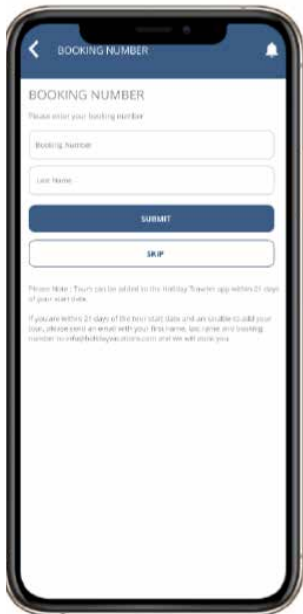 BOOKING NUMBER
BOOKING NUMBER
Please enter your booking number
Booking Number
Last Name
SUBMIT
SKIP
Please Note : Tours can be added to the Holiday Traveler app within 21 days
of your start date.
If you are within 21 days of the tour start date and are unable to add your
tour, please send an email with your first name, last name and booking
number to info@holidayvacations.com and we will assist you.